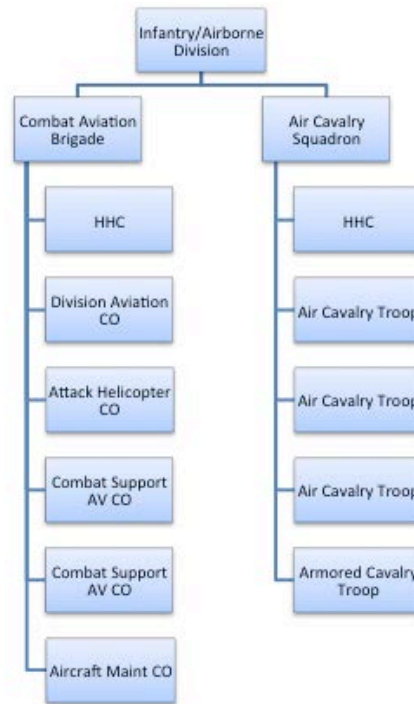 Infantry/Airborne
Division
Combat Aviation
Brigade
HHC
Division Aviation
CO
Attack Helicopter
CO
Combat Support
AV CO
Combat Support
AV CO
Aircraft Maint CO
Air Cavalry
Squadron
HHC
Air Cavalry Troop
Air Cavalry Troop
Air Cavalry Troop
Armored Cavalry
Troop